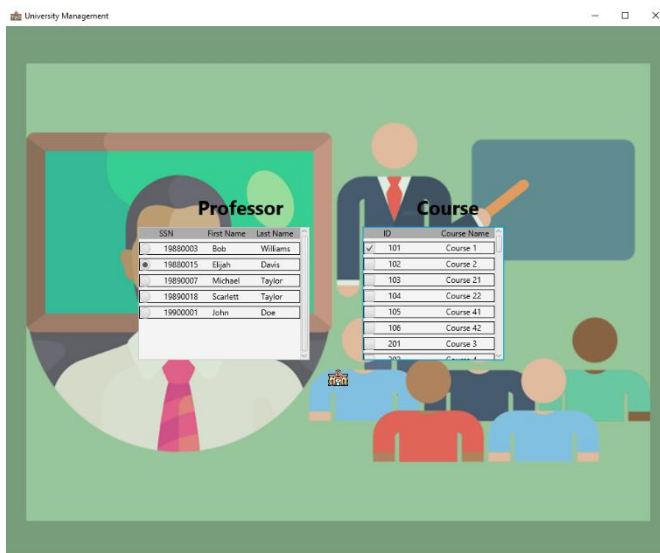 University Management
Professor
SSN First Name Last Name
19880003 Bob Williams
19880015 Elijah Davis
19890007 Michael Taylor
19890018 Scarlett Taylor
19900001 John Doe
Course
ID Course Name
101 Course 1
102 Course 2
103 Course 21
104 Course 22
105 Course 41
106 Course 42
201 Course 3